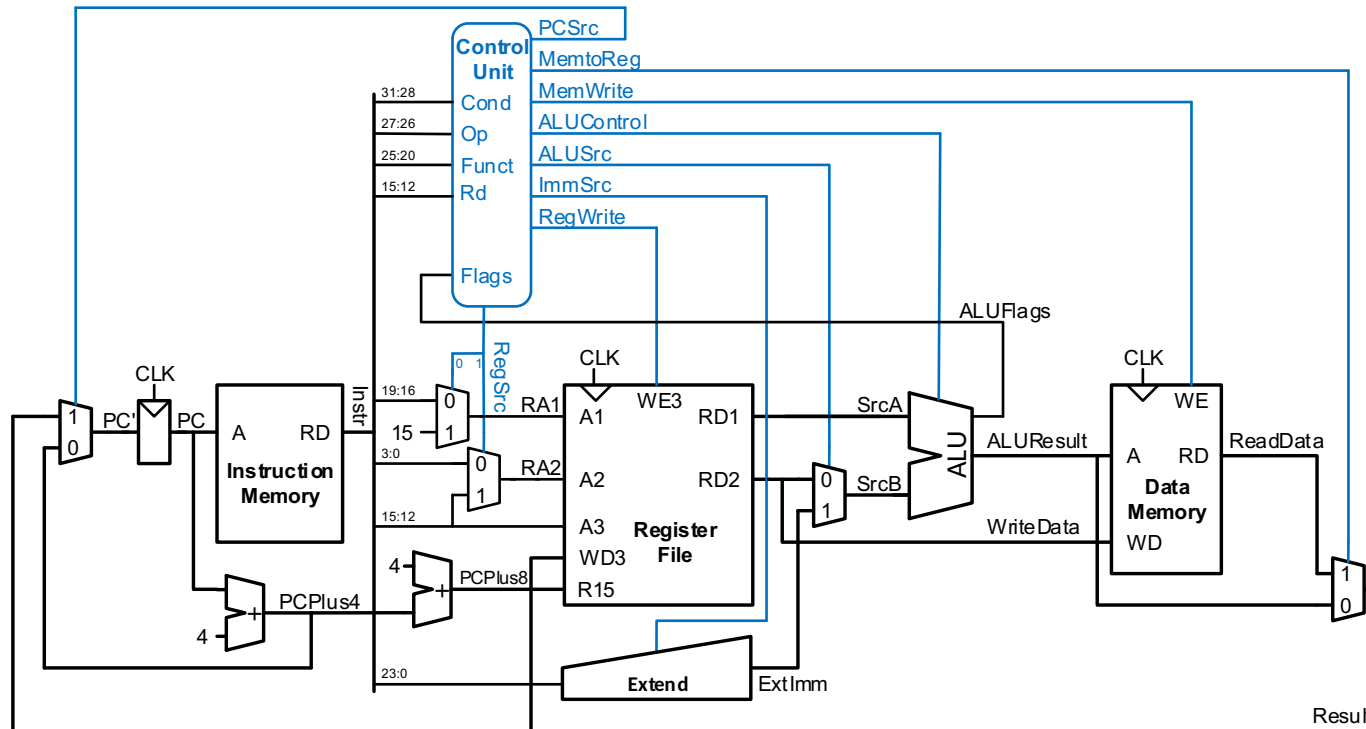 PCSrc
Control
Unit
MemtoReg
MemWrite
31:28
Cond
ALUControl
27:26
Op
ALUSrc
25:20
Funct
ImmSrc
15:12
Rd
RegWrite
Flags
ALUFlags
RegSrc
0 1
CLK
CLK
CLK
Instr
19:16
0
1
15
RA1
A1
WE3
RD1
SrcA
WE
1
0
PC'
PC
A
RD
Instruction
Memory
3:0
0
1
RA2
A2
RD2
0
1
SrcB
ALU
ALUResult
A
RD
ReadData
Data
Memory
15:12
A3
Register
File
WriteData
WD
WD3
4
+
PCPlus8
R15
1
0
+
4
PCPlus4
23:0
Extend
ExtImm
Resul